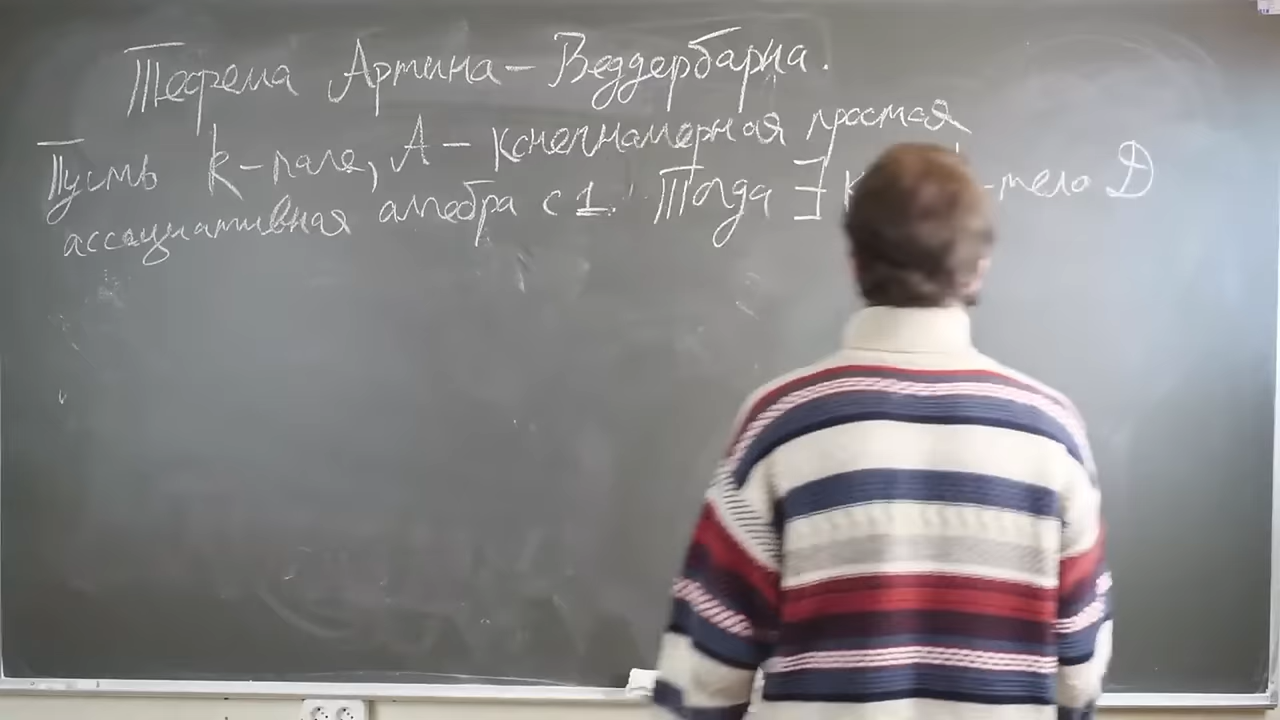 Теорема Артина – Веддербарна.
Пусть k – поле, A – конечномерная простая
ассоциативная алгебра с 1. Тогда ∃ -тело D